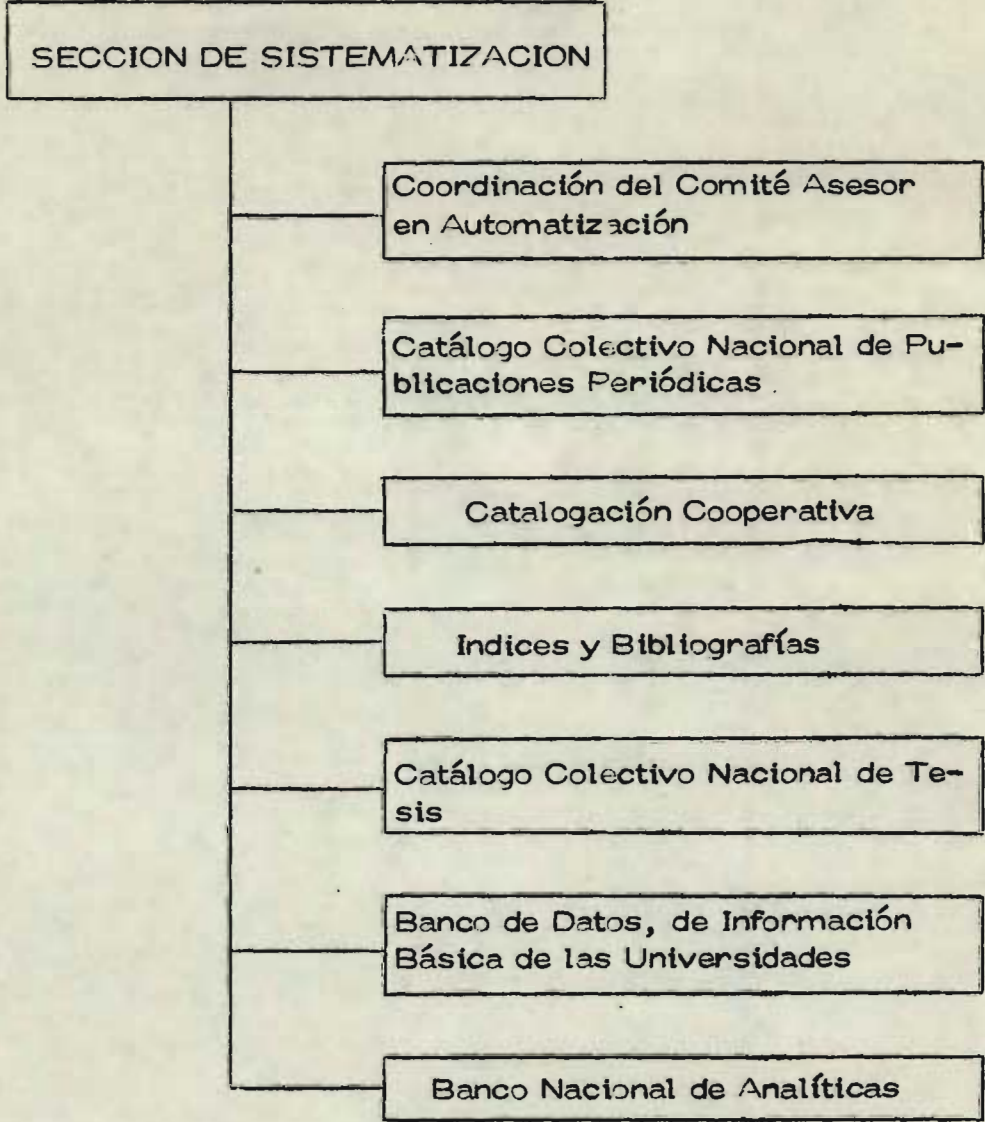 SECCION DE SISTEMATIZACION
Coordinación del Comité Asesor
en Automatización
Catálogo Colectivo Nacional de Pu-
blicaciones Periódicas.
Catalogación Cooperativa
Indices y Bibliografías
Catálogo Colectivo Nacional de Te-
sis
Banco de Datos, de Información
Básica de las Universidades
Banco Nacional de Analíticas